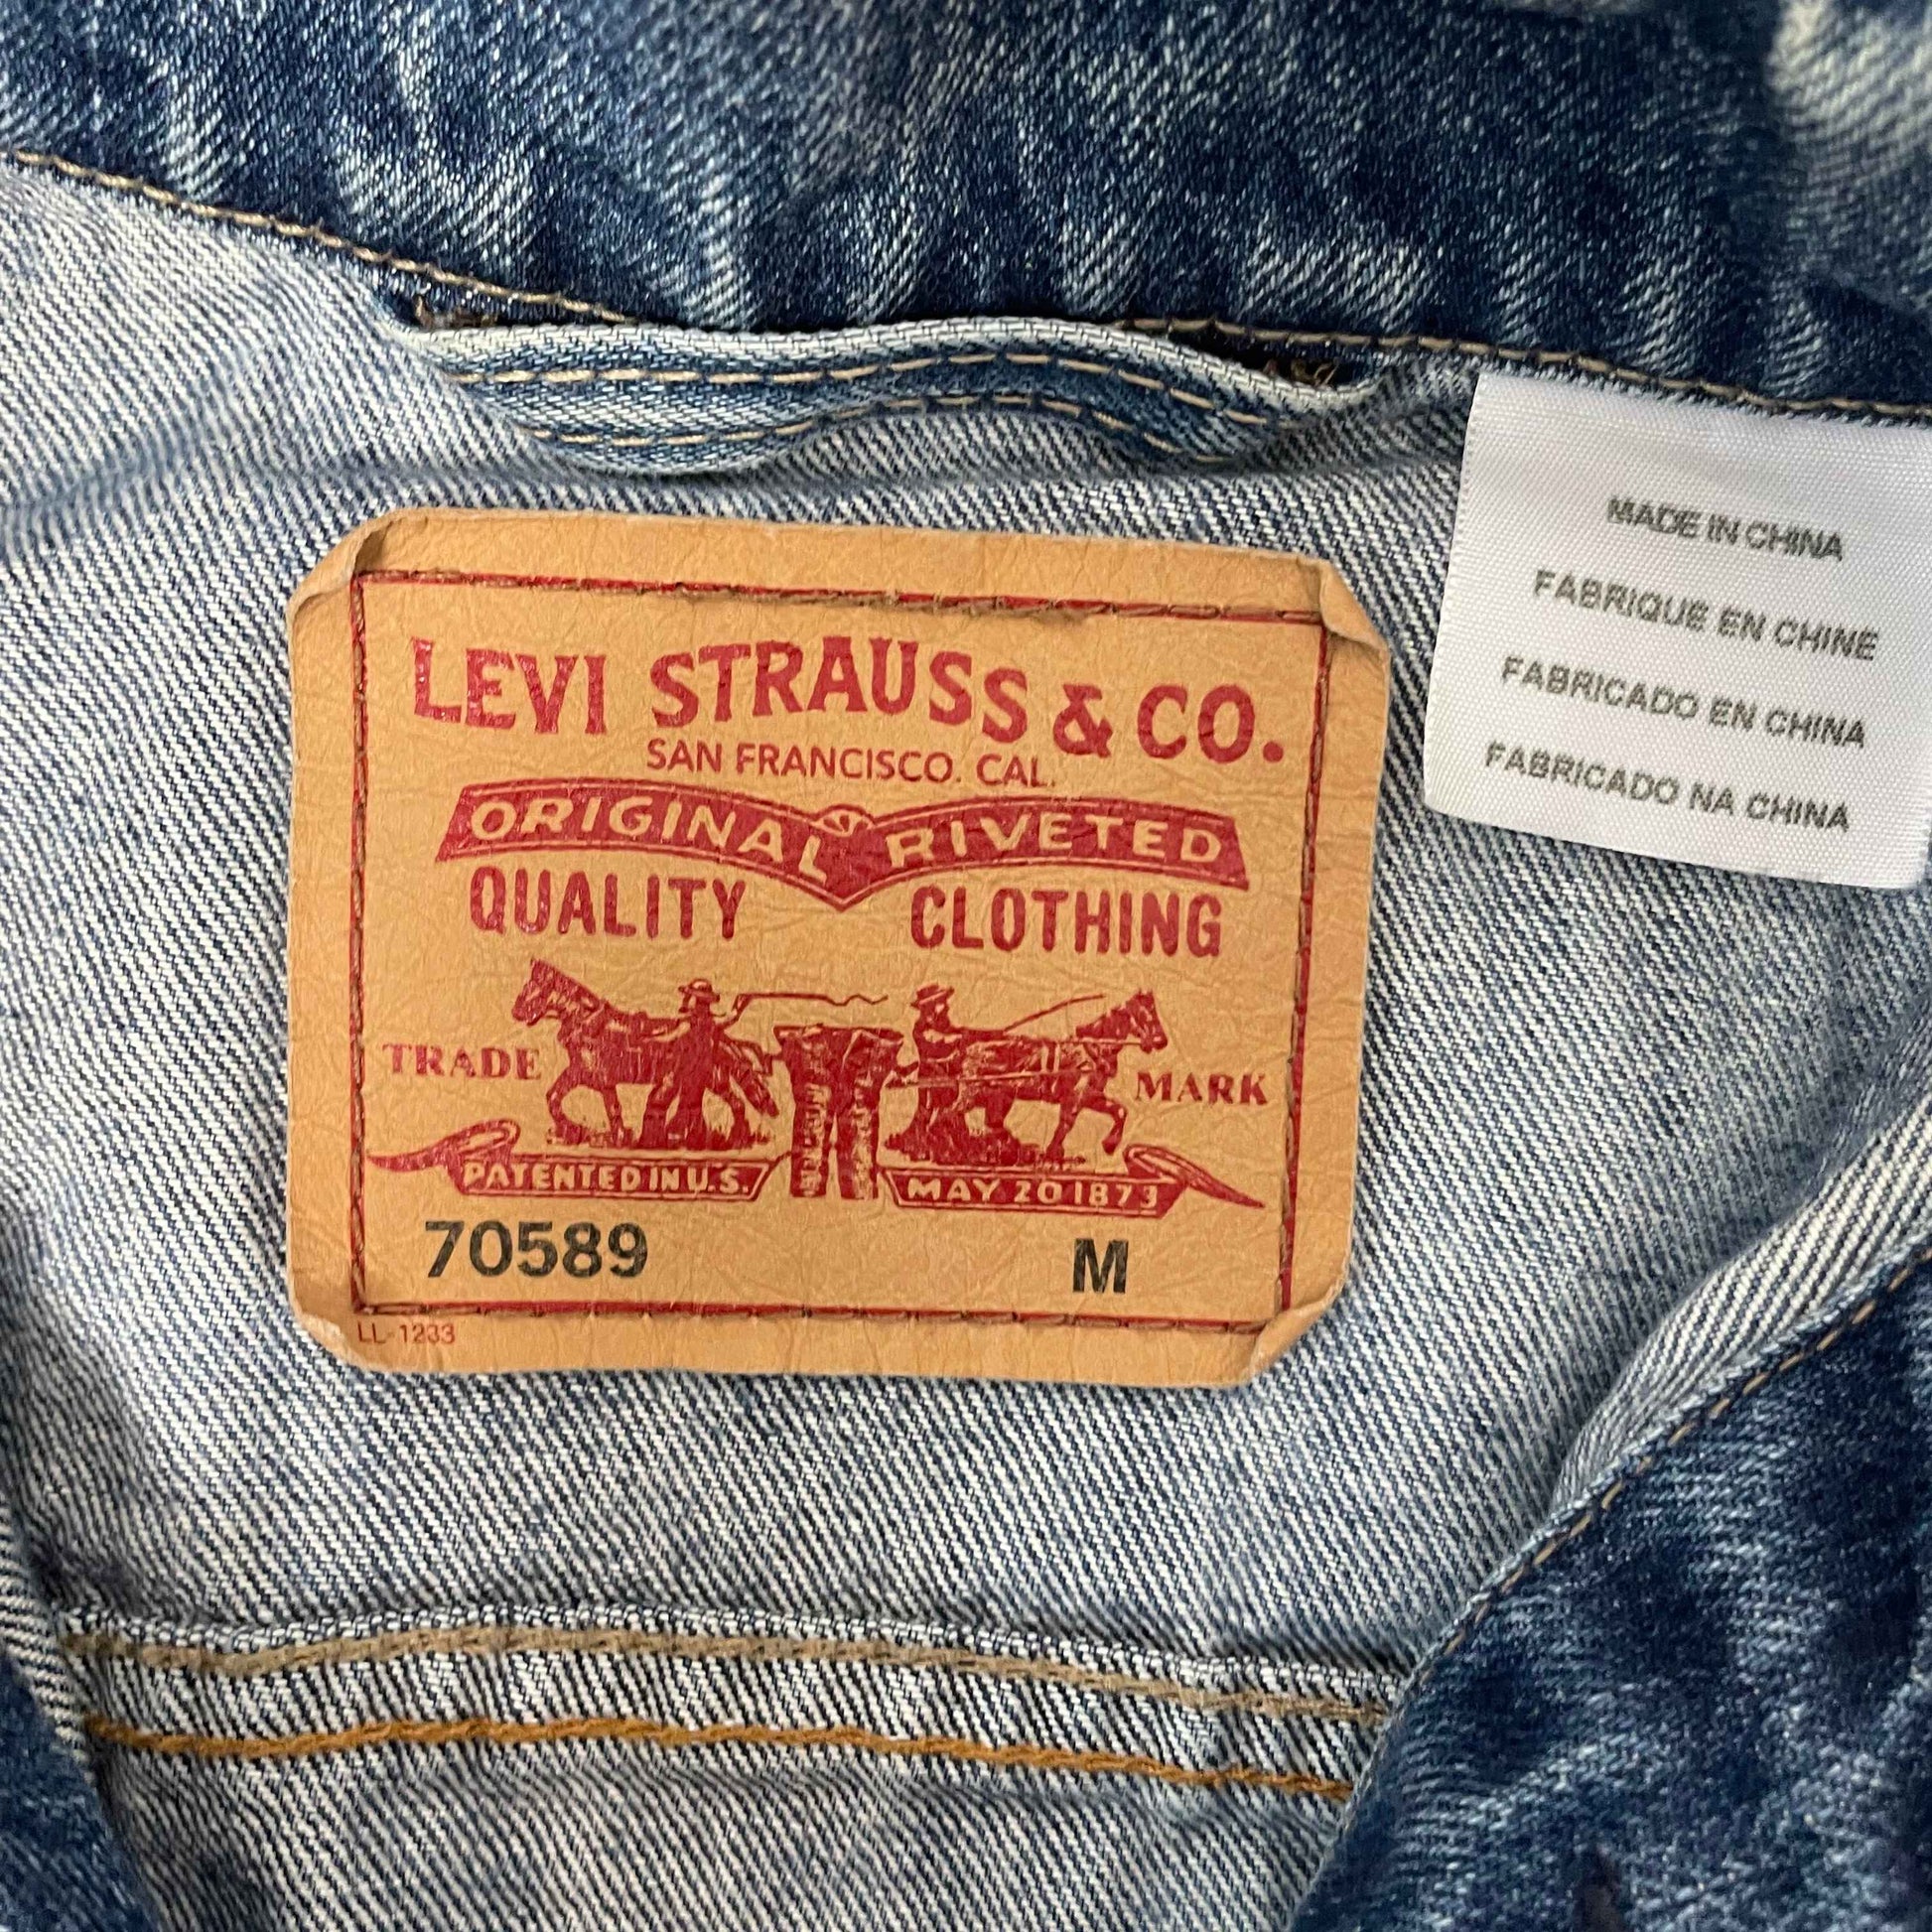 LEVI STRAUSS & CO.
SAN FRANCISCO. CAL.
ORIGINAL RIVETED
QUALITY CLOTHING
TRADE MARK
PATENTED IN U.S. MAY 20 1873
70589 M
LL-1233
MADE IN CHINA
FABRIQUE EN CHINE
FABRICADO EN CHINA
FABRICADO NA CHINA